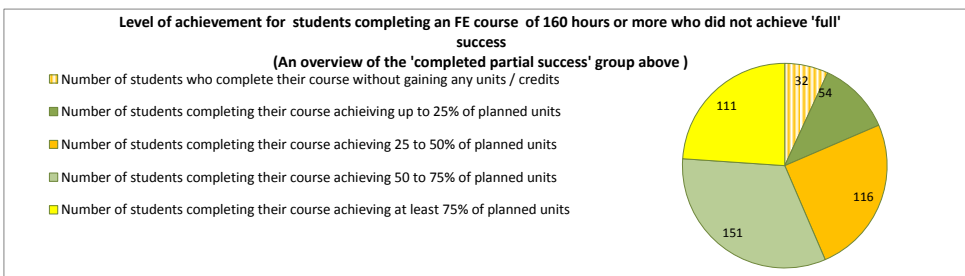 Level of achievement for  students completing an FE course  of 160 hours or more who did not achieve 'full'
success
(An overview of the 'completed partial success' group above )
Number of students who complete their course without gaining any units / credits
Number of students completing their course achieiving up to 25% of planned units
Number of students completing their course achieving 25 to 50% of planned units
Number of students completing their course achieving 50 to 75% of planned units
Number of students completing their course achieving at least 75% of planned units
32
54
116
151
111